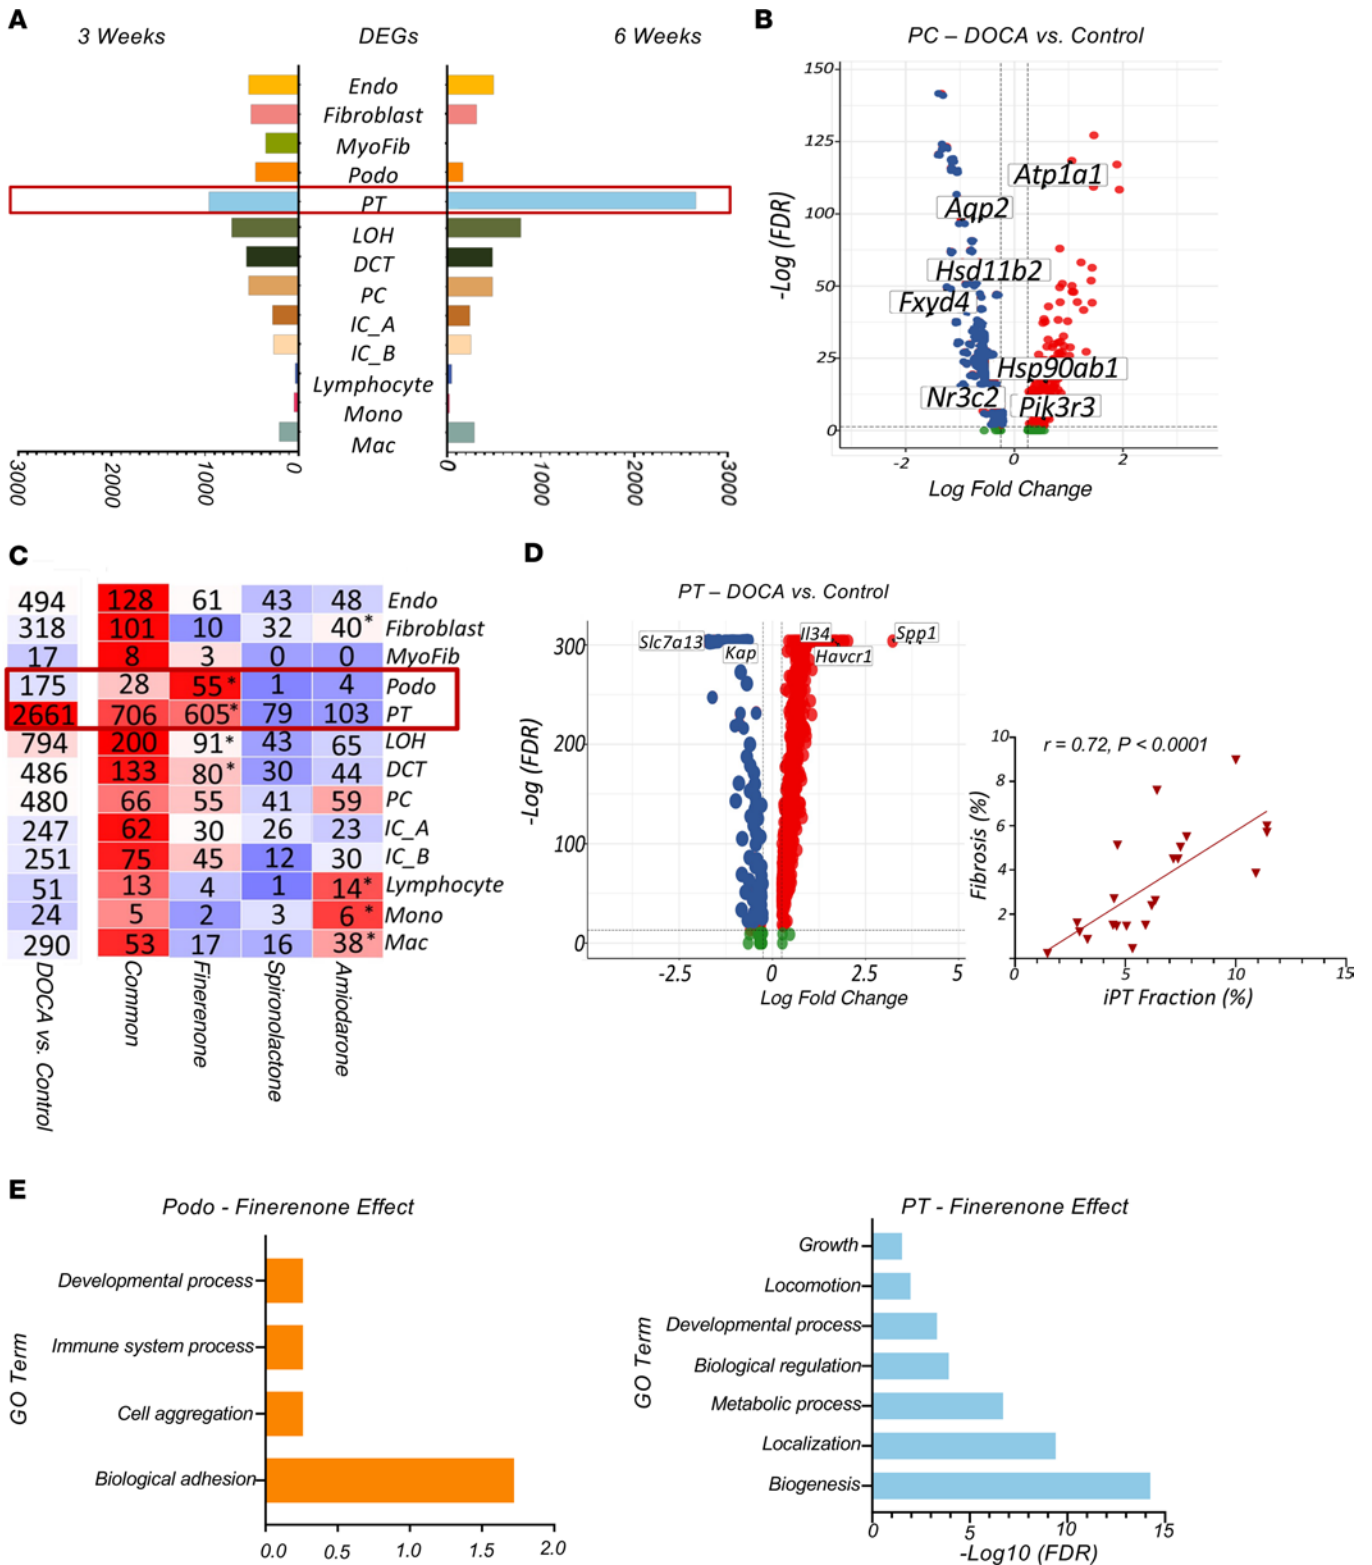 A
3 Weeks DEGs 6 Weeks
Endo
Fibroblast
MyoFib
Podo
PT
LOH
DCT
PC
IC_A
IC_B
Lymphocyte
Mono
Mac
3000 2000 1000 0 0 1000 2000 3000
B
PC – DOCA vs. Control
-Log (FDR)
150
125
100
50
25
0
Atp1a1
Aqp2
Hsd11b2
Fxyd4
Hsp90ab1
Nr3c2
Pik3r3
-2 0 2
Log Fold Change
C
494 128 61 43 48 Endo
318 101 10 32 40* Fibroblast
17 8 3 0 0 MyoFib
175 28 55* 1 4 Podo
2661 706 605* 79 103 PT
794 200 91* 43 65 LOH
486 133 80* 30 44 DCT
480 66 55 41 59 PC
247 62 30 26 23 IC_A
251 75 45 12 30 IC_B
51 13 4 1 14* Lymphocyte
24 5 2 3 6* Mono
290 53 17 16 38* Mac
DOCA vs. Control
Common
Finerenone
Spironolactone
Amiodarone
D
PT – DOCA vs. Control
-Log (FDR)
300
200
100
0
Slc7a13
Kap
Il34
Havcr1
Spp1
-2.5 0 2.5 5
Log Fold Change
r = 0.72, P < 0.0001
Fibrosis (%)
10
8
6
4
2
0 5 10 15
iPT Fraction (%)
E
Podo - Finerenone Effect
GO Term
Developmental process
Immune system process
Cell aggregation
Biological adhesion
0.0 0.5 1.0 1.5 2.0
PT - Finerenone Effect
GO Term
Growth
Locomotion
Developmental process
Biological regulation
Metabolic process
Localization
Biogenesis
0 5 10 15
-Log10 (FDR)